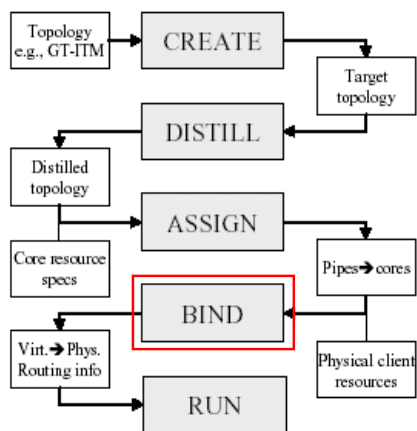 Topology
e.g., GT-ITM
CREATE
Target
topology
DISTILL
Distilled
topology
ASSIGN
Core resource
specs
Pipes➔cores
BIND
Virt.➔Phys.
Routing info
Physical client
resources
RUN